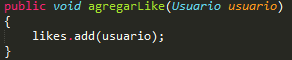 public void agregarLike(Usuario usuario)
{
    likes.add(usuario);
}